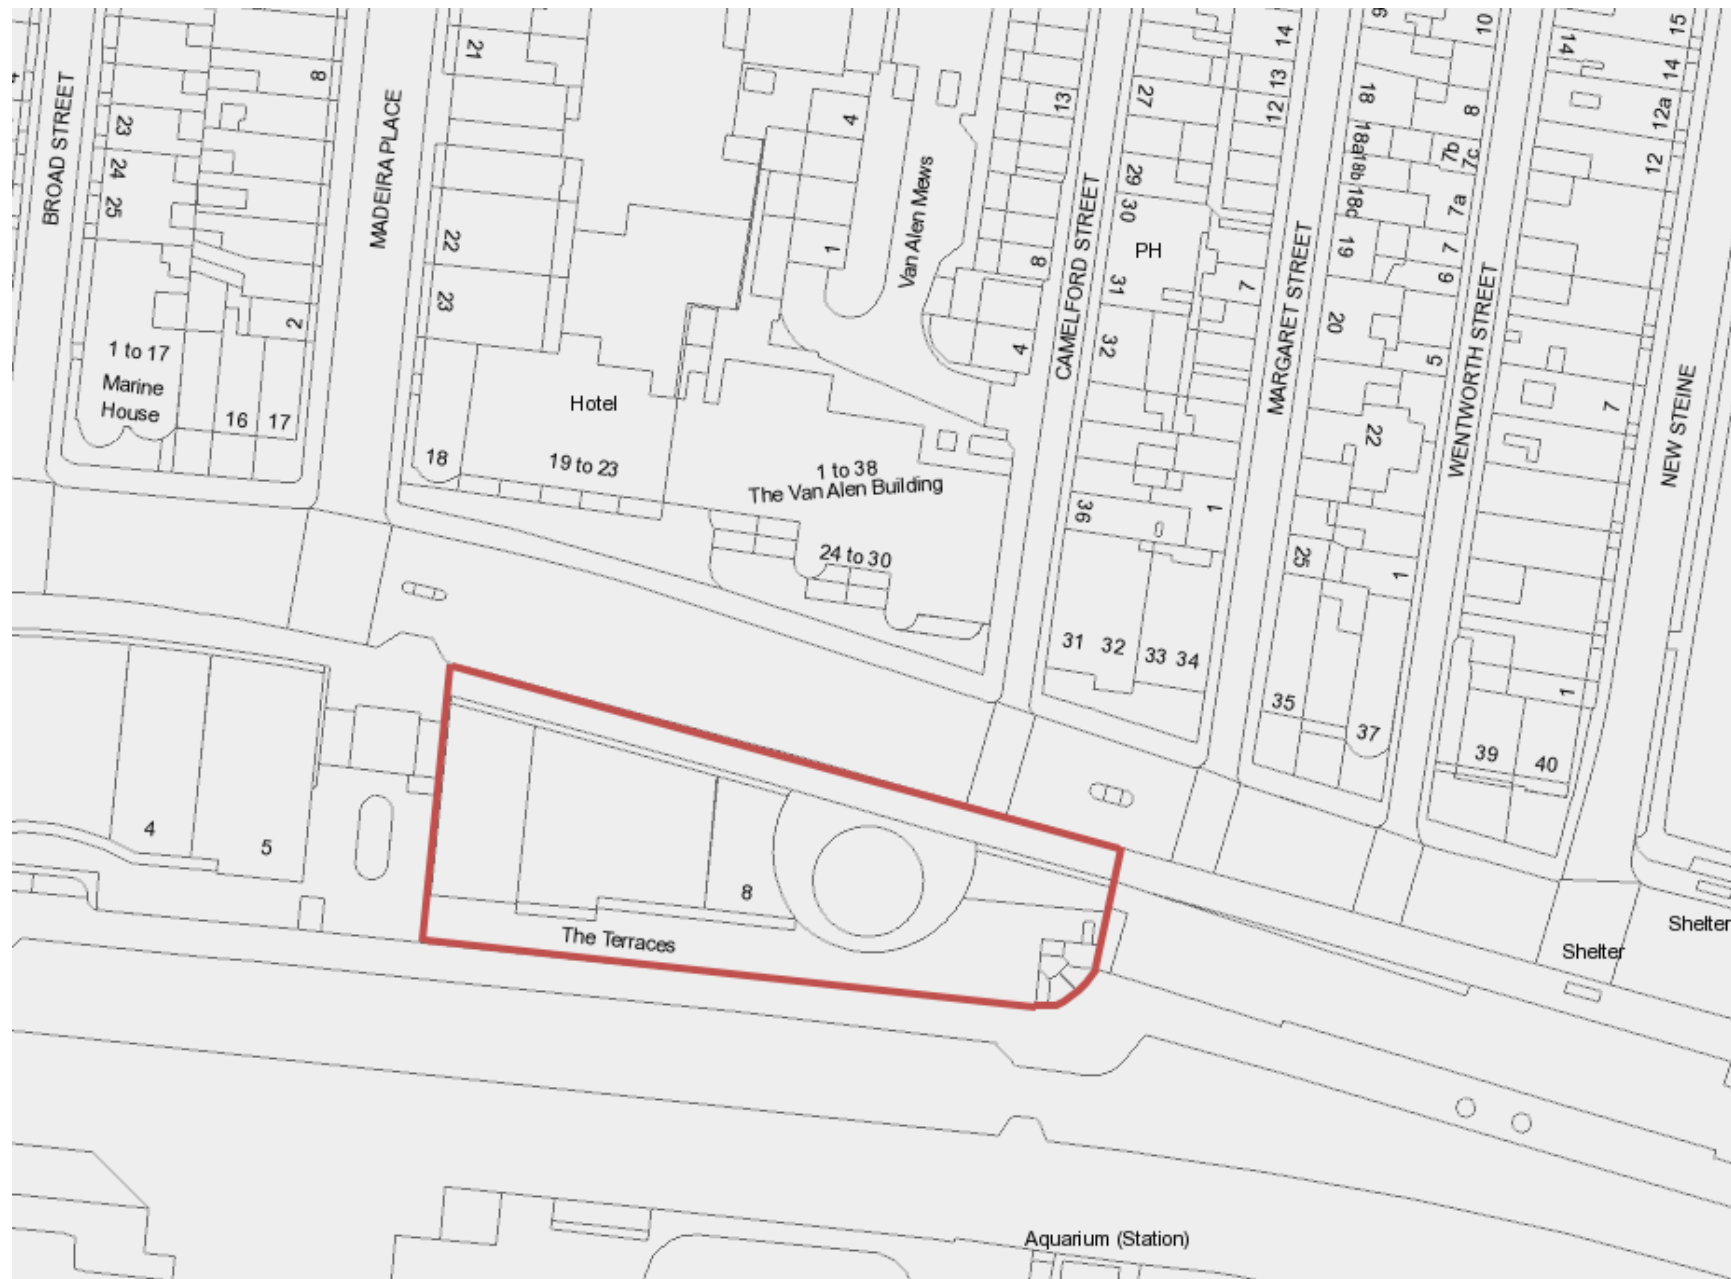 BROAD STREET
23
24
25
8
2
1 to 17
Marine
House
16
17
MADEIRA PLACE
21
22
23
18
Hotel
19 to 23
4
1
Van Alen Mews
13
8
4
1 to 38
The Van Alen Building
24 to 30
CAMELFORD STREET
27
29
30
PH
31
32
36
14
13
12
7
1
31
32
33
34
MARGARET STREET
18
18a
18b
18c
19
20
22
25
35
37
10
8
7b
7c
7a
7
6
5
1
WENTWORTH STREET
14
15
14
12a
12
7
1
39
40
NEW STEINE
4
5
8
The Terraces
Shelter
Shelter
Aquarium (Station)